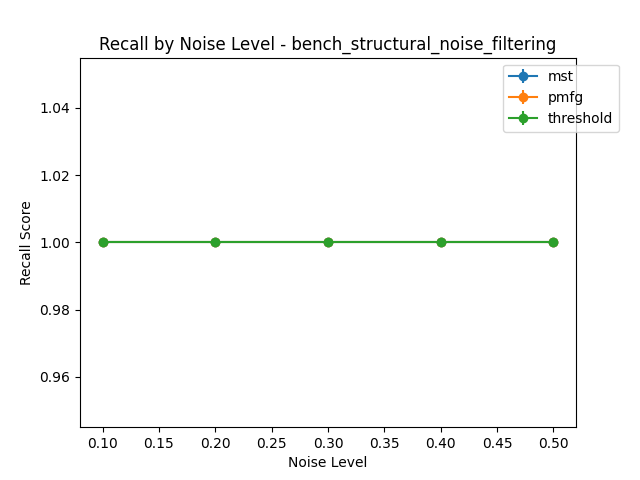 Recall by Noise Level - bench_structural_noise_filtering
mst
pmfg
threshold
1.04
1.02
1.00
0.98
0.96
Recall Score
0.10 0.15 0.20 0.25 0.30 0.35 0.40 0.45 0.50
Noise Level